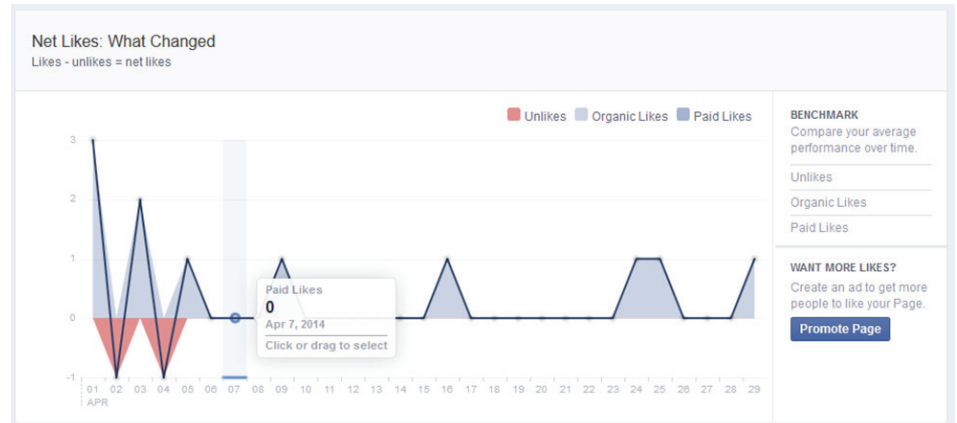 Net Likes: What Changed
Likes - unlikes = net likes
Unlikes Organic Likes Paid Likes
3
2
1
0
-1
Paid Likes
0
Apr 7, 2014
Click or drag to select
01 02 03 04 05 06 07 08 09 10 11 12 13 14 15 16 17 18 19 20 21 22 23 24 25 26 27 28 29
APR
BENCHMARK
Compare your average
performance over time.
Unlikes
Organic Likes
Paid Likes
WANT MORE LIKES?
Create an ad to get more
people to like your Page.
Promote Page